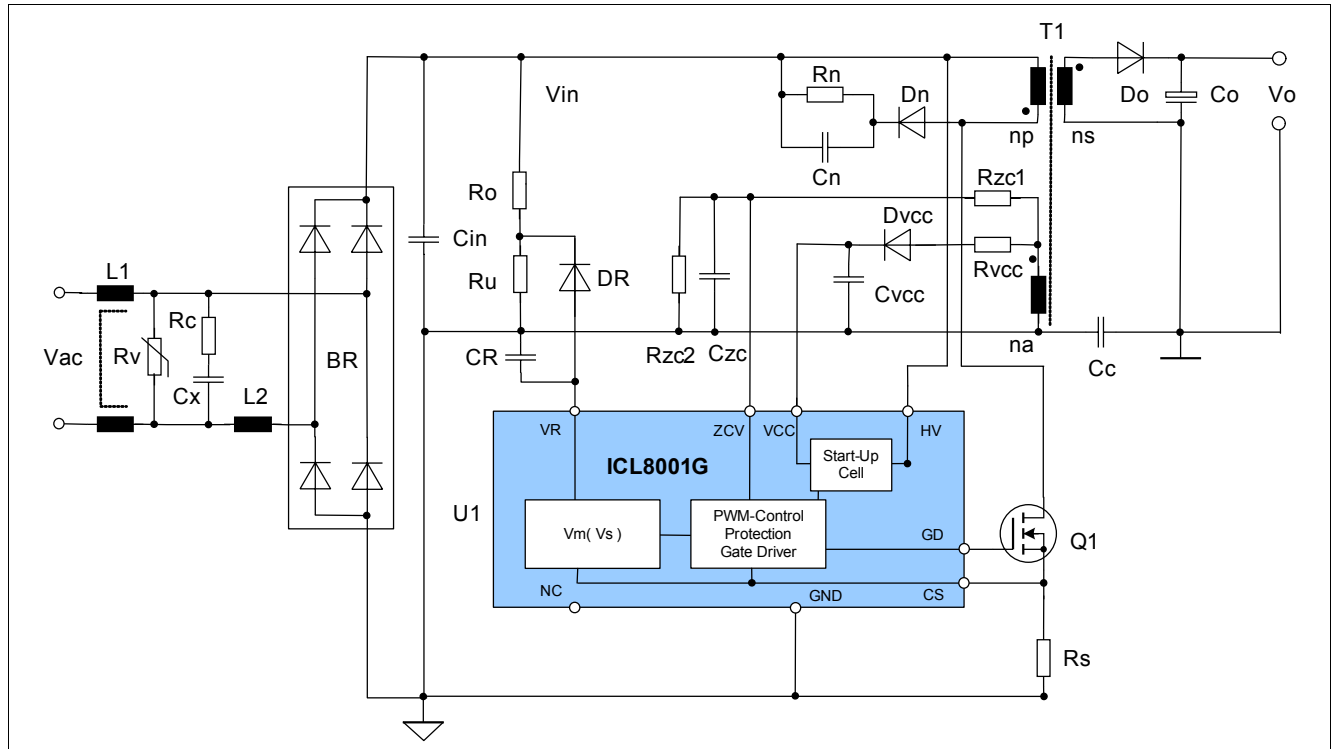 T1
Rn
Dn
Vin
Do
Co
Vo
np
ns
Cn
Ro
Rzc1
Dvcc
Cin
L1
Ru
DR
Rvcc
Cvcc
Rc
Vac
Rv
BR
CR
Rzc2
Czc
na
Cc
Cx
L2
VR
ZCV
VCC
HV
ICL8001G
Start-Up
Cell
U1
Vm( Vs )
PWM-Control
Protection
Gate Driver
GD
Q1
NC
GND
CS
Rs